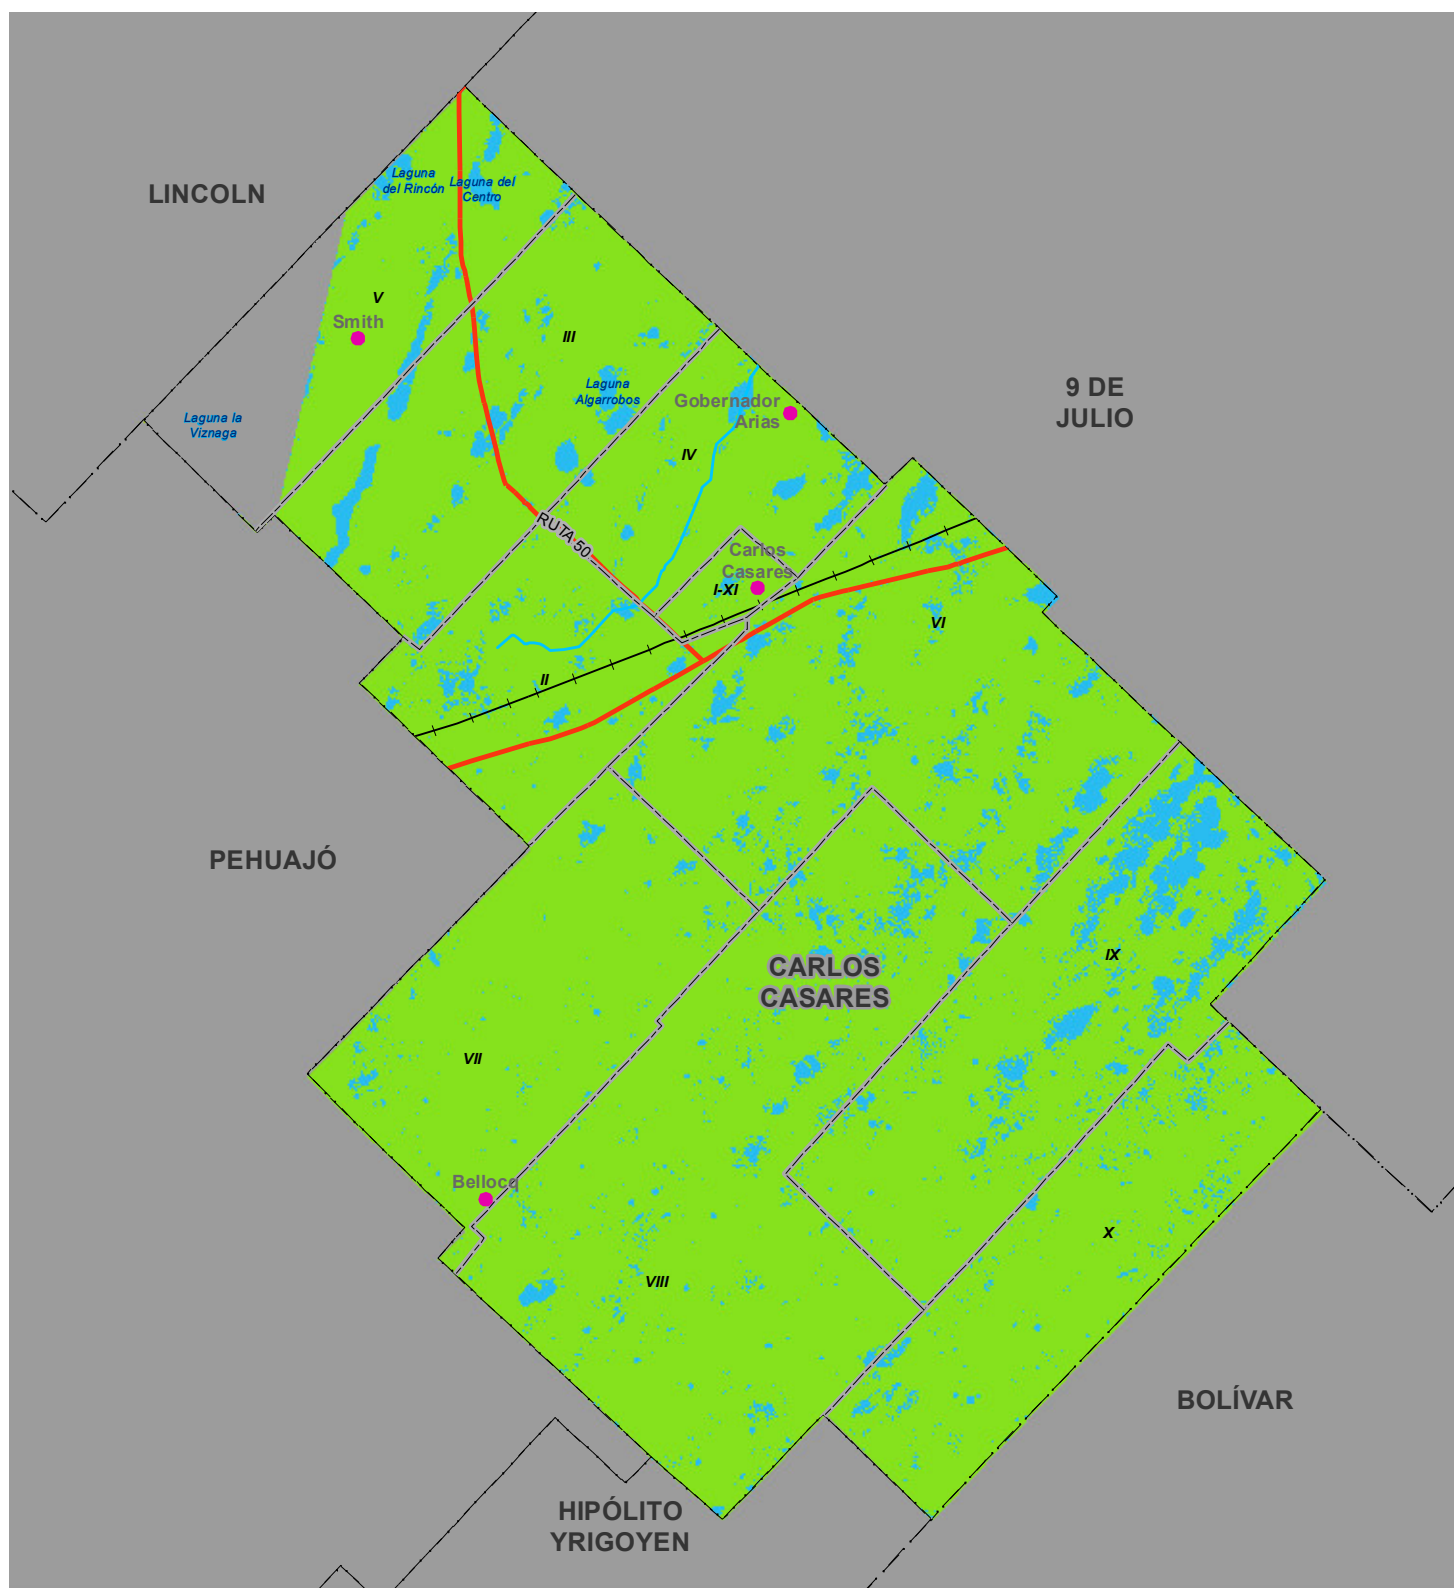 LINCOLN
Laguna
del Rincón
Laguna del
Centro
V
Smith
III
Laguna
Algarrobos
Laguna la
Viznaga
9 DE
JULIO
Gobernador
Arias
IV
RUTA 50
Carlos
Casares
I-XI
VI
II
PEHUAJÓ
CARLOS
CASARES
IX
VII
Bellocq
X
VIII
BOLÍVAR
HIPÓLITO
YRIGOYEN